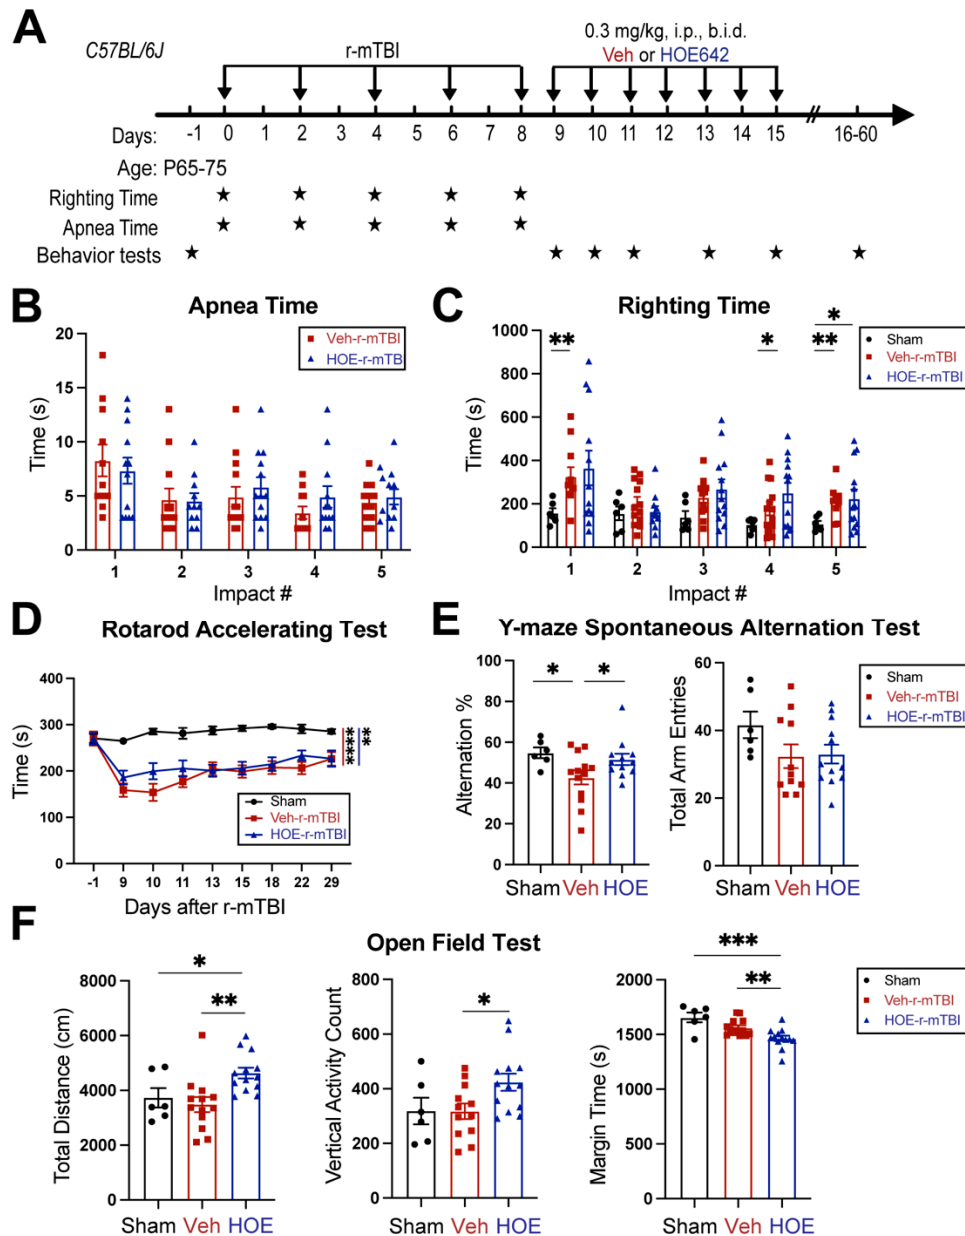 A
C57BL/6J
r-mTBI
0.3 mg/kg, i.p., b.i.d.
Veh or HOE642
Days: -1 0 1 2 3 4 5 6 7 8 9 10 11 12 13 14 15 16-60
Age: P65-75
Righting Time ★ ★ ★ ★ ★
Apnea Time ★ ★ ★ ★ ★
Behavior tests ★ ★ ★ ★ ★ ★ ★
B
Apnea Time
Veh-r-mTBI
HOE-r-mTB
Time (s)
20
15
10
5
0
1 2 3 4 5
Impact #
C
Righting Time
Sham
Veh-r-mTBI
HOE-r-mTBI
** * ** *
Time (s)
1000
800
600
400
200
0
1 2 3 4 5
Impact #
D
Rotarod Accelerating Test
Time (s)
400
300
200
100
0
**** **
Sham
Veh-r-mTBI
HOE-r-mTBI
-1 9 10 11 13 15 18 22 29
Days after r-mTBI
E
Y-maze Spontaneous Alternation Test
Alternation %
100
80
60
40
20
0
* *
Sham Veh HOE
Total Arm Entries
60
40
20
0
Sham Veh HOE
Sham
Veh-r-mTBI
HOE-r-mTBI
F
Open Field Test
Total Distance (cm)
8000
6000
4000
2000
0
*
**
Sham Veh HOE
Vertical Activity Count
800
600
400
200
0
*
Sham Veh HOE
Margin Time (s)
2000
1500
1000
500
0
***
**
Sham Veh HOE
Sham
Veh-r-mTBI
HOE-r-mTBI